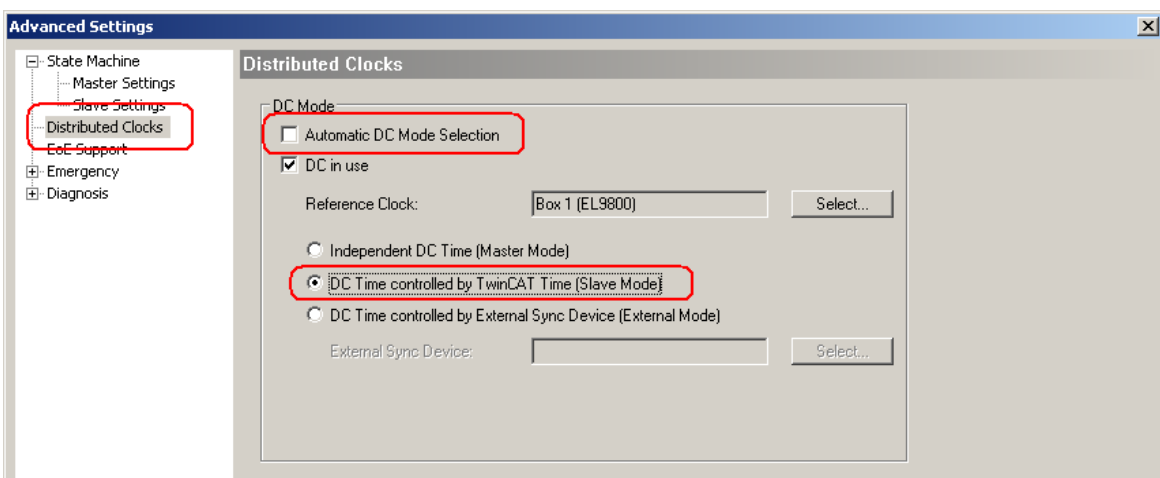 Advanced Settings
State Machine
Master Settings
Slave Settings
Distributed Clocks
EoE Support
Emergency
Diagnosis
Distributed Clocks
DC Mode
Automatic DC Mode Selection
DC in use
Reference Clock: Box 1 (EL9800) Select...
Independent DC Time (Master Mode)
DC Time controlled by TwinCAT Time (Slave Mode)
DC Time controlled by External Sync Device (External Mode)
External Sync Device: Select...